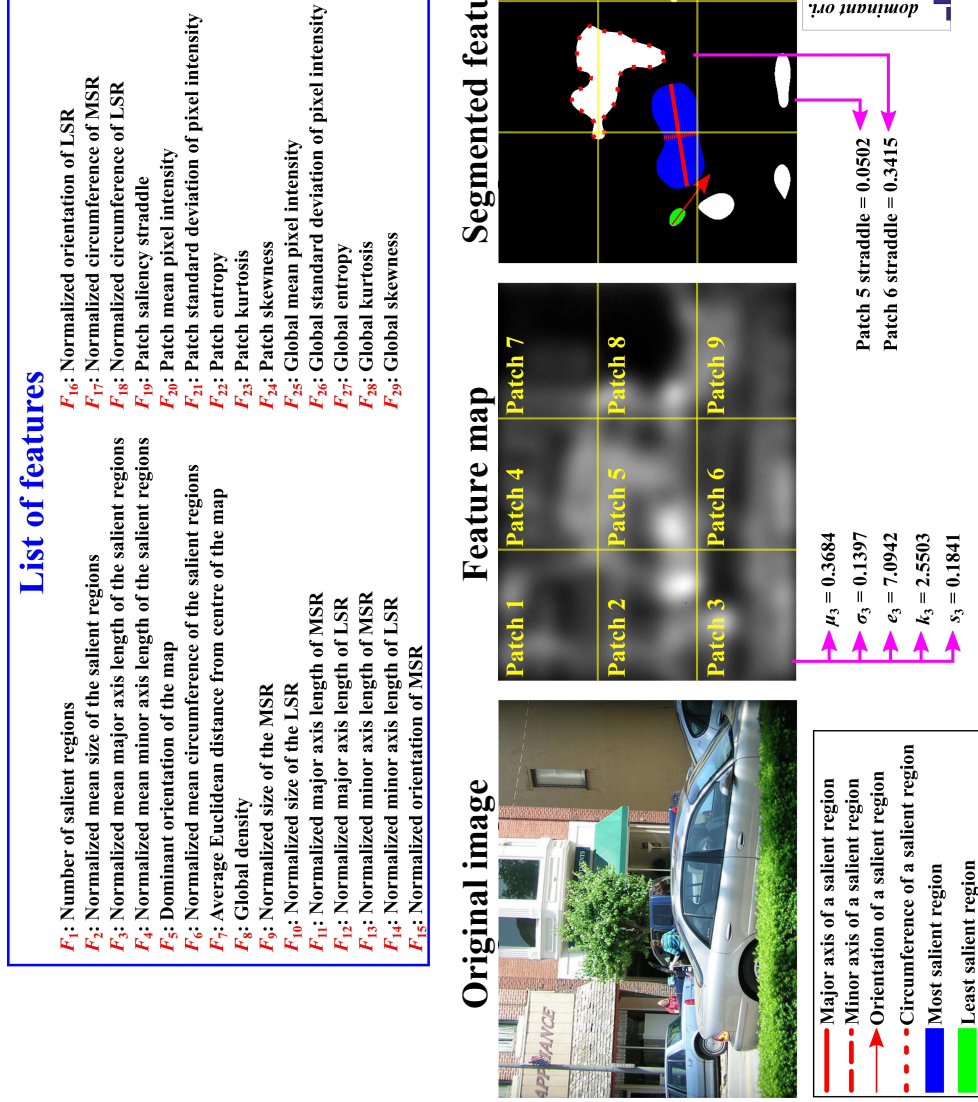 List of features
F1: Number of salient regions
F2: Normalized mean size of the salient regions
F3: Normalized mean major axis length of the salient regions
F4: Normalized mean minor axis length of the salient regions
F5: Dominant orientation of the map
F6: Normalized mean circumference of the salient regions
F7: Average Euclidean distance from centre of the map
F8: Global density
F9: Normalized size of the MSR
F10: Normalized size of the LSR
F11: Normalized major axis length of MSR
F12: Normalized major axis length of LSR
F13: Normalized minor axis length of MSR
F14: Normalized minor axis length of LSR
F15: Normalized orientation of MSR
F16: Normalized orientation of LSR
F17: Normalized circumference of MSR
F18: Normalized circumference of LSR
F19: Patch saliency straddle
F20: Patch mean pixel intensity
F21: Patch standard deviation of pixel intensity
F22: Patch entropy
F23: Patch kurtosis
F24: Patch skewness
F25: Global mean pixel intensity
F26: Global standard deviation of pixel intensity
F27: Global entropy
F28: Global kurtosis
F29: Global skewness
Original image
APPLIANCE
Feature map
Patch 1
Patch 4
Patch 7
Patch 2
Patch 5
Patch 8
Patch 3
Patch 6
Patch 9
Segmented featu
Major axis of a salient region
Minor axis of a salient region
Orientation of a salient region
Circumference of a salient region
Most salient region
Least salient region
μ3 = 0.3684
σ3 = 0.1397
e3 = 7.0942
k3 = 2.5503
s3 = 0.1841
Patch 5 straddle = 0.0502
Patch 6 straddle = 0.3415
dominant ori.